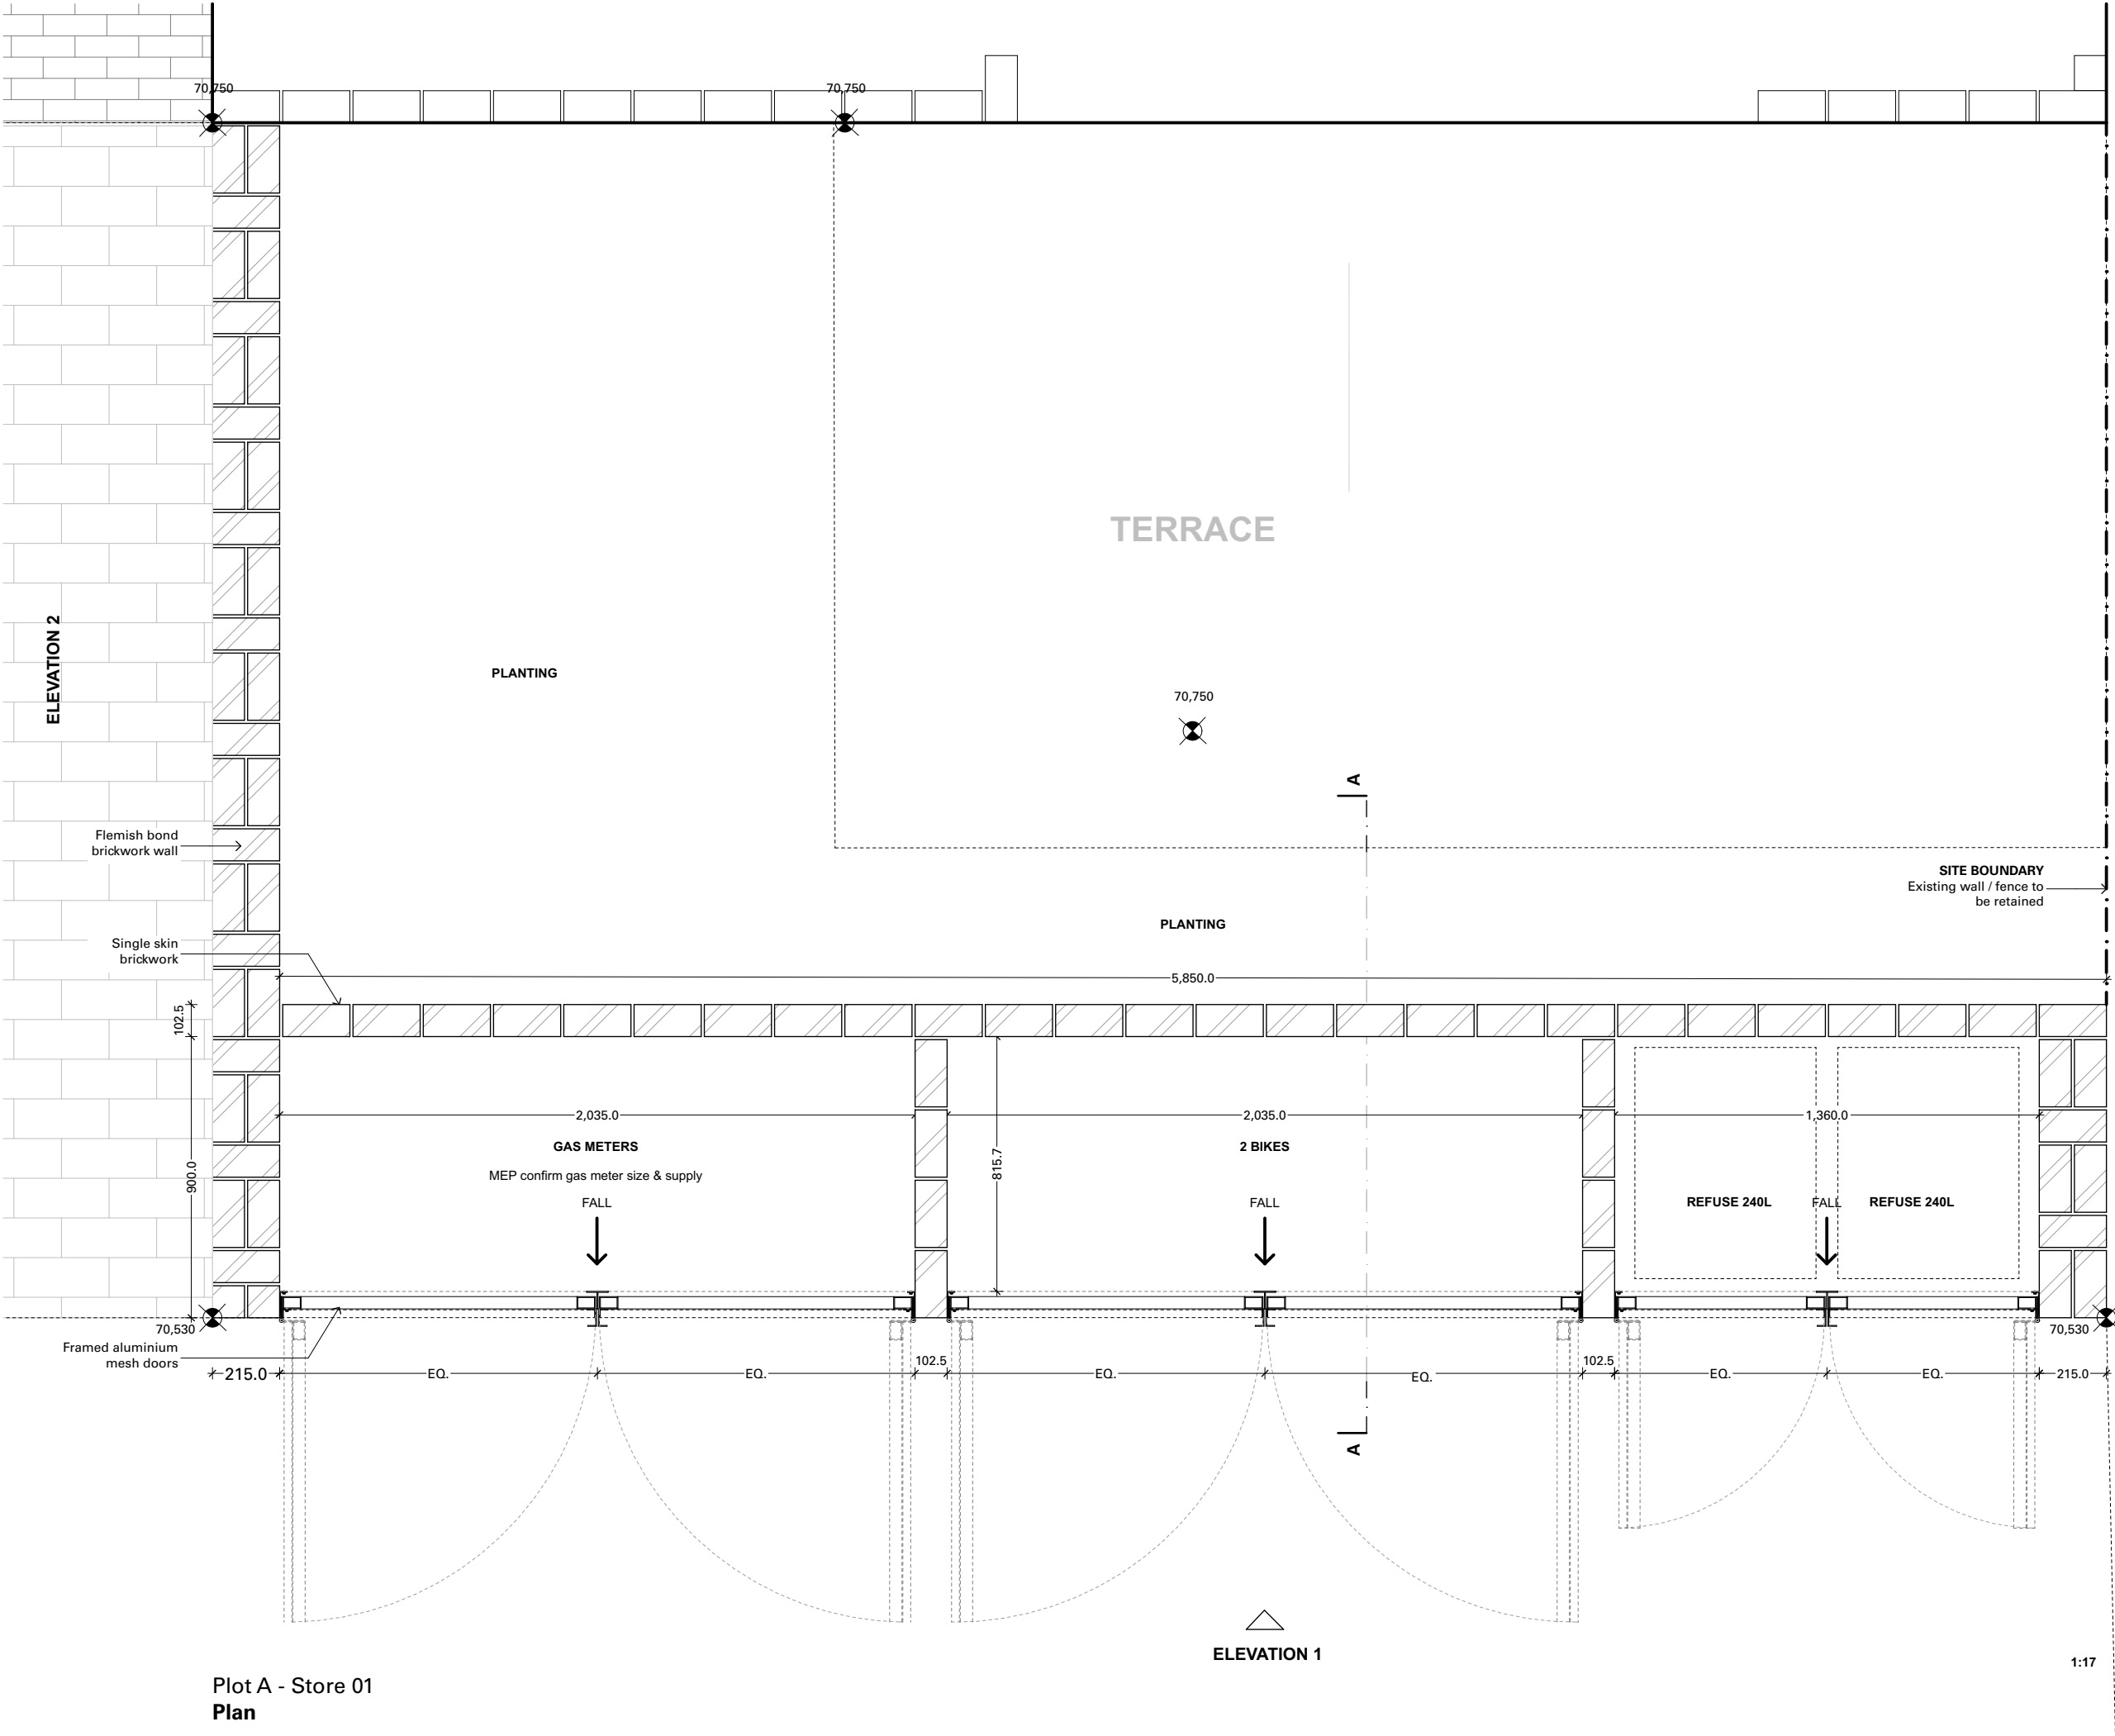 70,750
70,750
TERRACE
ELEVATION 2
PLANTING
70,750
A
Flemish bond
brickwork wall
SITE BOUNDARY
Existing wall / fence to
be retained
PLANTING
Single skin
brickwork
5,850.0
102.5
2,035.0
2,035.0
1,360.0
GAS METERS
2 BIKES
MEP confirm gas meter size & supply
900.0
815.7
FALL
FALL
REFUSE 240L
FALL
REFUSE 240L
70,530
70,530
Framed aluminium
mesh doors
215.0
EQ.
EQ.
102.5
EQ.
EQ.
102.5
EQ.
EQ.
215.0
A
ELEVATION 1
1:17
Plot A - Store 01
Plan